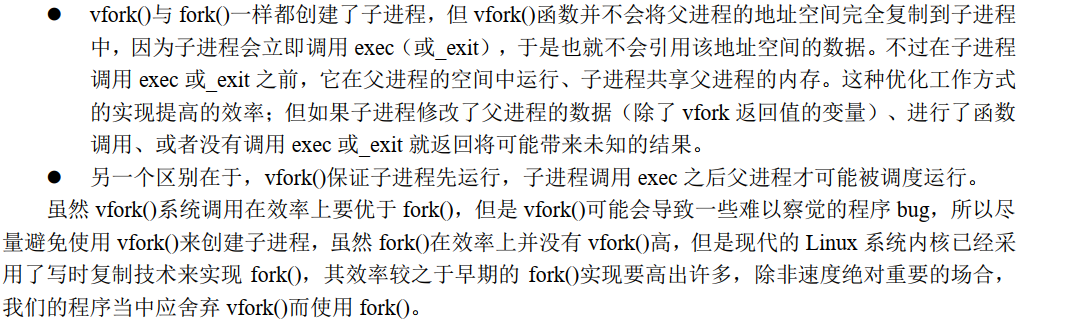 ● vfork()与 fork()一样都创建了子进程，但 vfork()函数并不会将父进程的地址空间完全复制到子进程
中，因为子进程会立即调用 exec（或_exit），于是也就不会引用该地址空间的数据。不过在子进程
调用 exec 或_exit 之前，它在父进程的空间中运行、子进程共享父进程的内存。这种优化工作方式
的实现提高的效率；但如果子进程修改了父进程的数据（除了 vfork 返回值的变量）、进行了函数
调用、或者没有调用 exec 或_exit 就返回将可能带来未知的结果。
● 另一个区别在于，vfork()保证子进程先运行，子进程调用 exec 之后父进程才可能被调度运行。
虽然 vfork()系统调用在效率上要优于 fork()，但是 vfork()可能会导致一些难以察觉的程序 bug，所以尽
量避免使用 vfork()来创建子进程，虽然 fork()在效率上并没有 vfork()高，但是现代的 Linux 系统内核已经采
用了写时复制技术来实现 fork()，其效率较之于早期的 fork()实现要高出许多，除非速度绝对重要的场合，
我们的程序当中应舍弃 vfork()而使用 fork()。